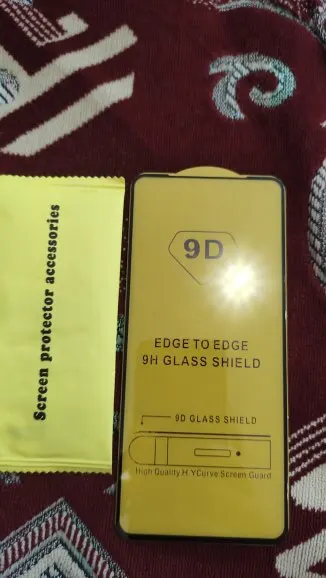 Screen protector accessories
9D
EDGE TO EDGE
9H GLASS SHIELD
9D GLASS SHIELD
High Quality H.YCurve.Screen Guard